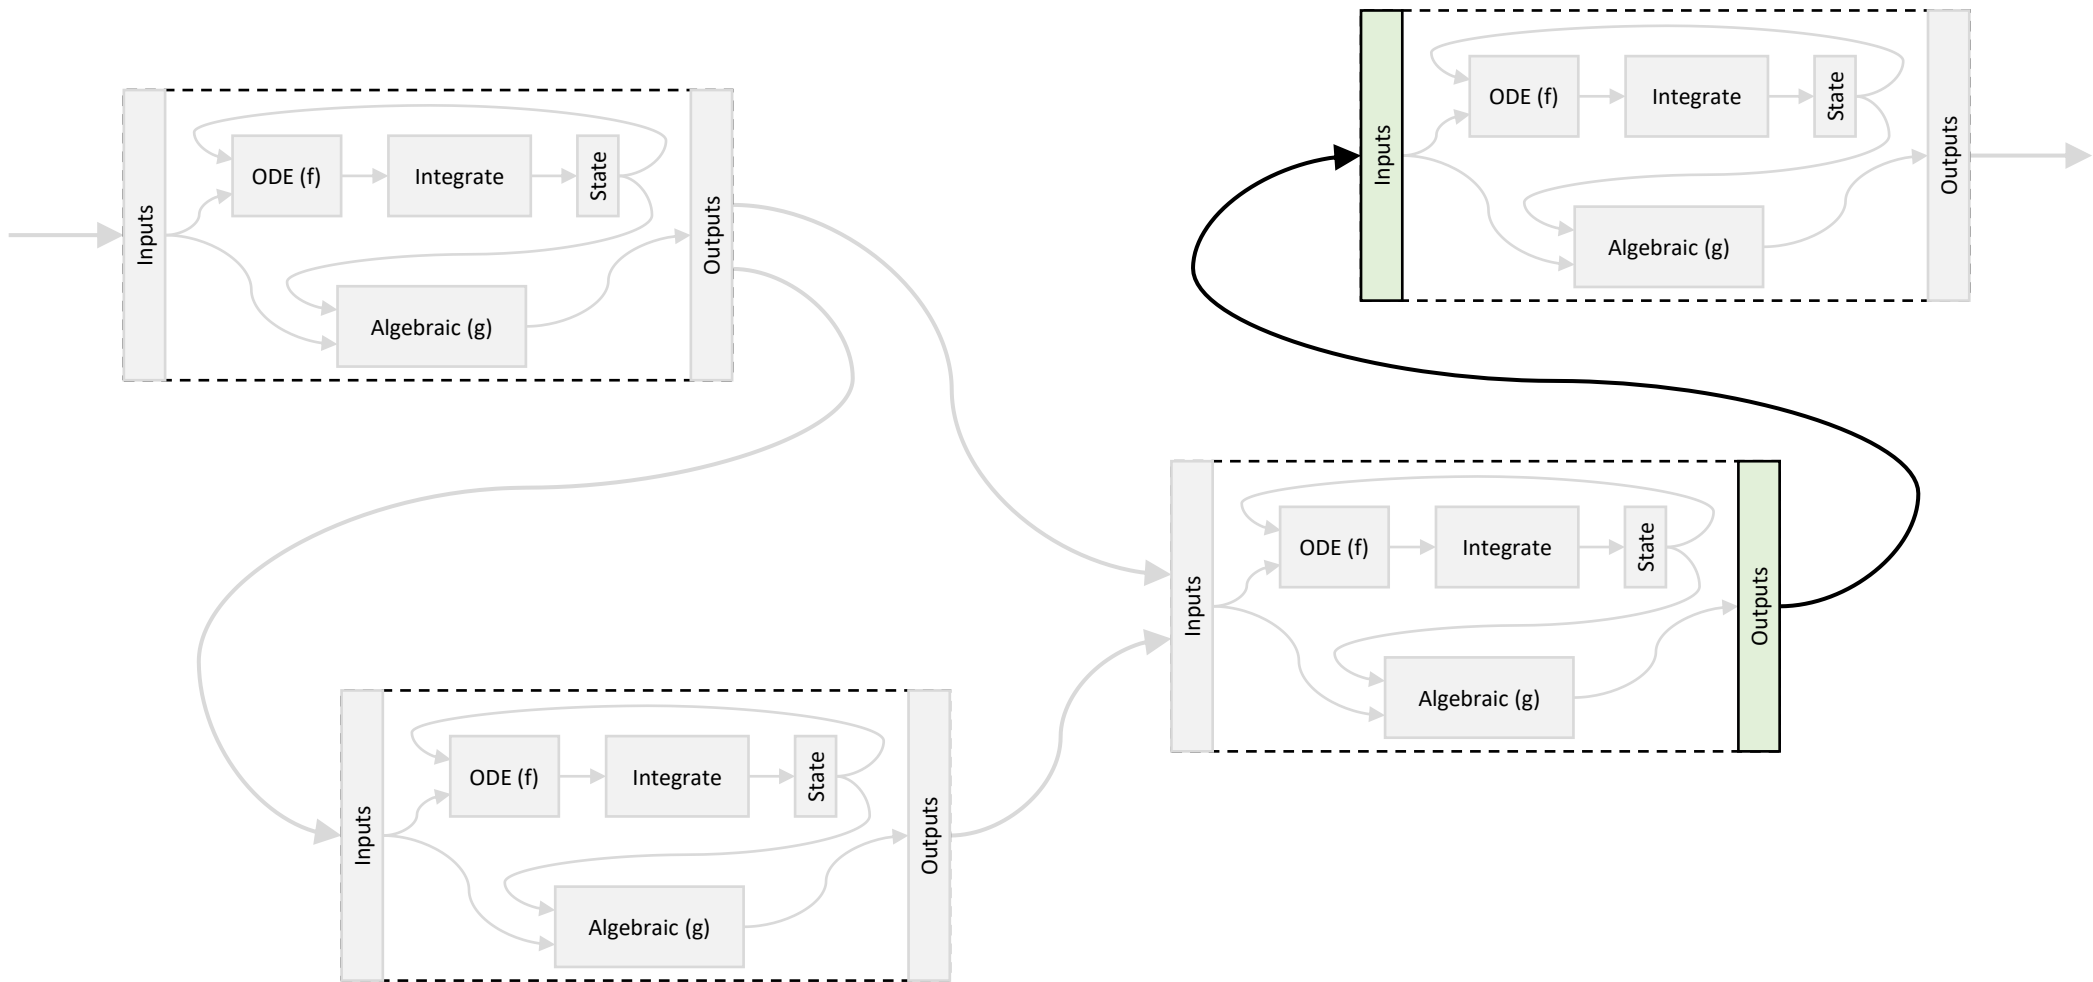 Inputs
ODE (f)
Integrate
State
Algebraic (g)
Outputs
Inputs
ODE (f)
Integrate
State
Algebraic (g)
Outputs
Inputs
ODE (f)
Integrate
State
Algebraic (g)
Outputs
Inputs
ODE (f)
Integrate
State
Algebraic (g)
Outputs